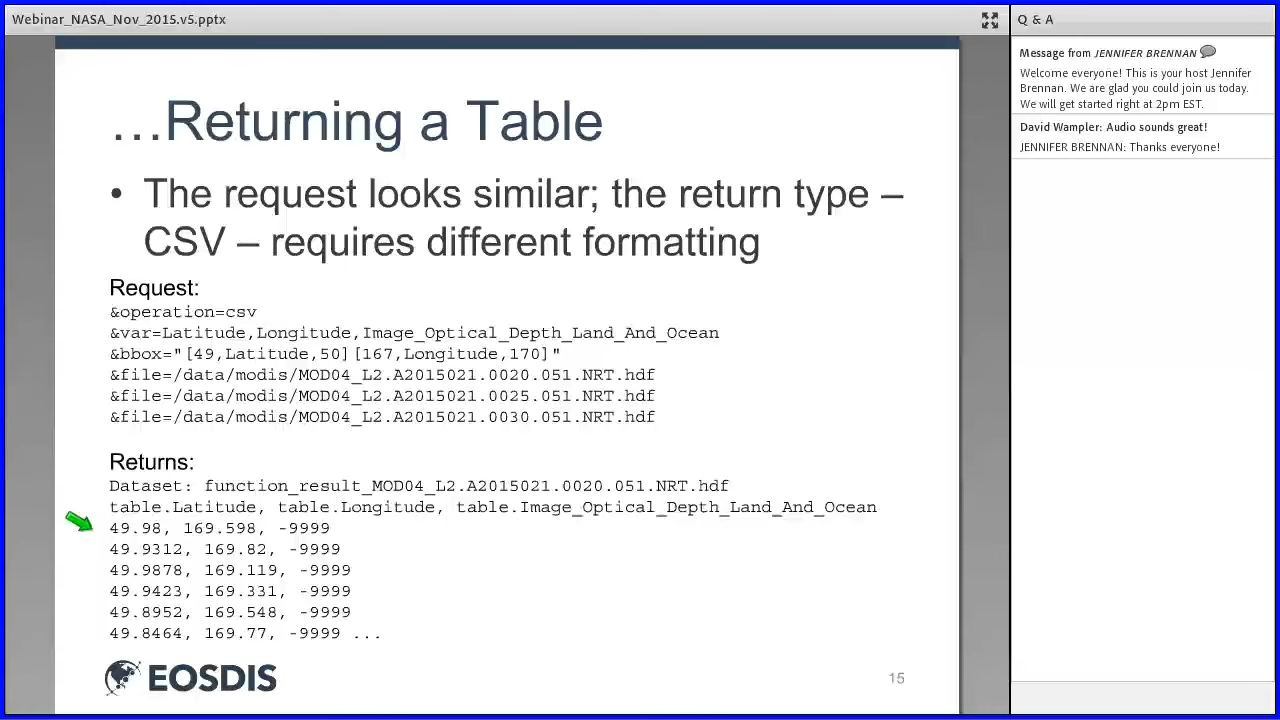 Webinar_NASA_Nov_2015.v5.pptx
…Returning a Table
• The request looks similar; the return type –
CSV – requires different formatting
Request:
&operation=csv
&var=Latitude,Longitude,Image_Optical_Depth_Land_And_Ocean
&bbox="[49,Latitude,50][167,Longitude,170]"
&file=/data/modis/MOD04_L2.A2015021.0020.051.NRT.hdf
&file=/data/modis/MOD04_L2.A2015021.0025.051.NRT.hdf
&file=/data/modis/MOD04_L2.A2015021.0030.051.NRT.hdf
Returns:
Dataset: function_result_MOD04_L2.A2015021.0020.051.NRT.hdf
table.Latitude, table.Longitude, table.Image_Optical_Depth_Land_And_Ocean
49.98, 169.598, -9999
49.9312, 169.82, -9999
49.9878, 169.119, -9999
49.9423, 169.331, -9999
49.8952, 169.548, -9999
49.8464, 169.77, -9999 ...
EOSDIS
15
Q & A
Message from JENNIFER BRENNAN
Welcome everyone! This is your host Jennifer
Brennan. We are glad you could join us today.
We will get started right at 2pm EST.
David Wampler: Audio sounds great!
JENNIFER BRENNAN: Thanks everyone!